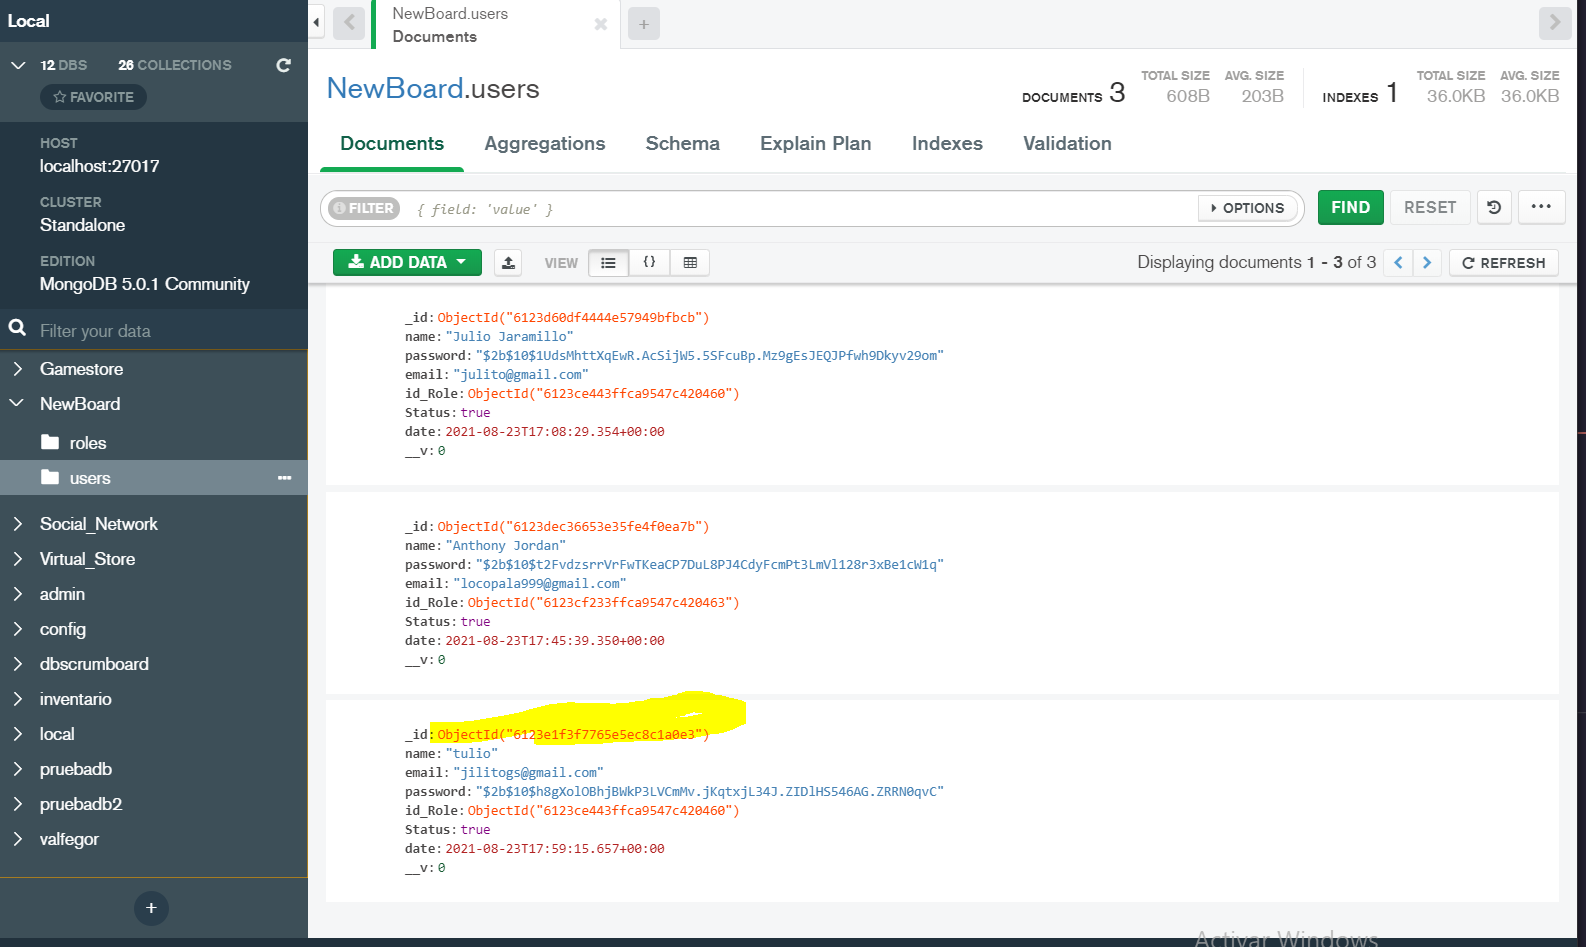 Local
12 DBS 26 COLLECTIONS
FAVORITE
HOST
localhost:27017
CLUSTER
Standalone
EDITION
MongoDB 5.0.1 Community
Filter your data
Gamestore
NewBoard
roles
users
Social_Network
Virtual_Store
admin
config
dbscrumboard
inventario
local
pruebadb
pruebadb2
valfegor
NewBoard.users
Documents
NewBoard.users
DOCUMENTS 3 TOTAL SIZE 608B AVG. SIZE 203B INDEXES 1 TOTAL SIZE 36.0KB AVG. SIZE 36.0KB
Documents Aggregations Schema Explain Plan Indexes Validation
FILTER { field: 'value' } OPTIONS FIND RESET ...
ADD DATA VIEW {} Displaying documents 1 - 3 of 3 REFRESH
_id: ObjectId("6123d60df4444e57949bfbcb")
name: "Julio Jaramillo"
password: "$2b$10$1UdsMhttXqEwR.AcSijW5.5SFcuBp.Mz9gEsJEQJPfwh9Dkyv29om"
email: "julito@gmail.com"
id_Role: ObjectId("6123ce443ffca9547c420460")
Status: true
date: 2021-08-23T17:08:29.354+00:00
__v: 0
_id: ObjectId("6123dec36653e35fe4f0ea7b")
name: "Anthony Jordan"
password: "$2b$10$t2FvdzsrrVrFwTKeaCP7DuL8PJ4CdyFcmPt3LmVl128r3xBe1cW1q"
email: "locopala999@gmail.com"
id_Role: ObjectId("6123cf233ffca9547c420463")
Status: true
date: 2021-08-23T17:45:39.350+00:00
__v: 0
_id: ObjectId("6123e1f3f7765e5ec8c1a0e3")
name: "tulio"
email: "jilitogs@gmail.com"
password: "$2b$10$h8gXolOBhjBWkP3LVCmMv.jKqtxjL34J.ZIDlHS546AG.ZRRN0qvC"
id_Role: ObjectId("6123ce443ffca9547c420460")
Status: true
date: 2021-08-23T17:59:15.657+00:00
__v: 0
Activar Windows